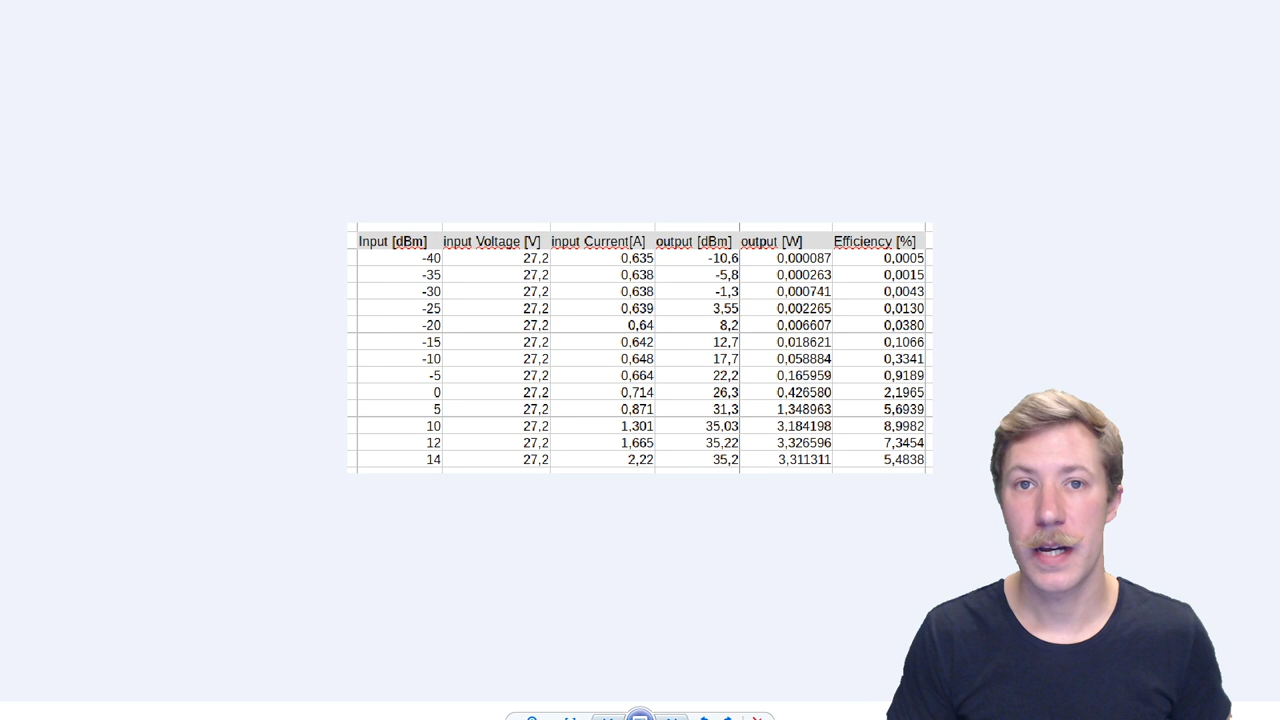 Input [dBm] input Voltage [V] input Current[A] output [dBm] output [W] Efficiency [%]
-40 27,2 0,635 -10,6 0,000087 0,0005
-35 27,2 0,638 -5,8 0,000263 0,0015
-30 27,2 0,638 -1,3 0,000741 0,0043
-25 27,2 0,639 3,55 0,002265 0,0130
-20 27,2 0,64 8,2 0,006607 0,0380
-15 27,2 0,642 12,7 0,018621 0,1066
-10 27,2 0,648 17,7 0,058884 0,3341
-5 27,2 0,664 22,2 0,165959 0,9189
0 27,2 0,714 26,3 0,426580 2,1965
5 27,2 0,871 31,3 1,348963 5,6939
10 27,2 1,301 35,03 3,184198 8,9982
12 27,2 1,665 35,22 3,326596 7,3454
14 27,2 2,22 35,2 3,311311 5,4838